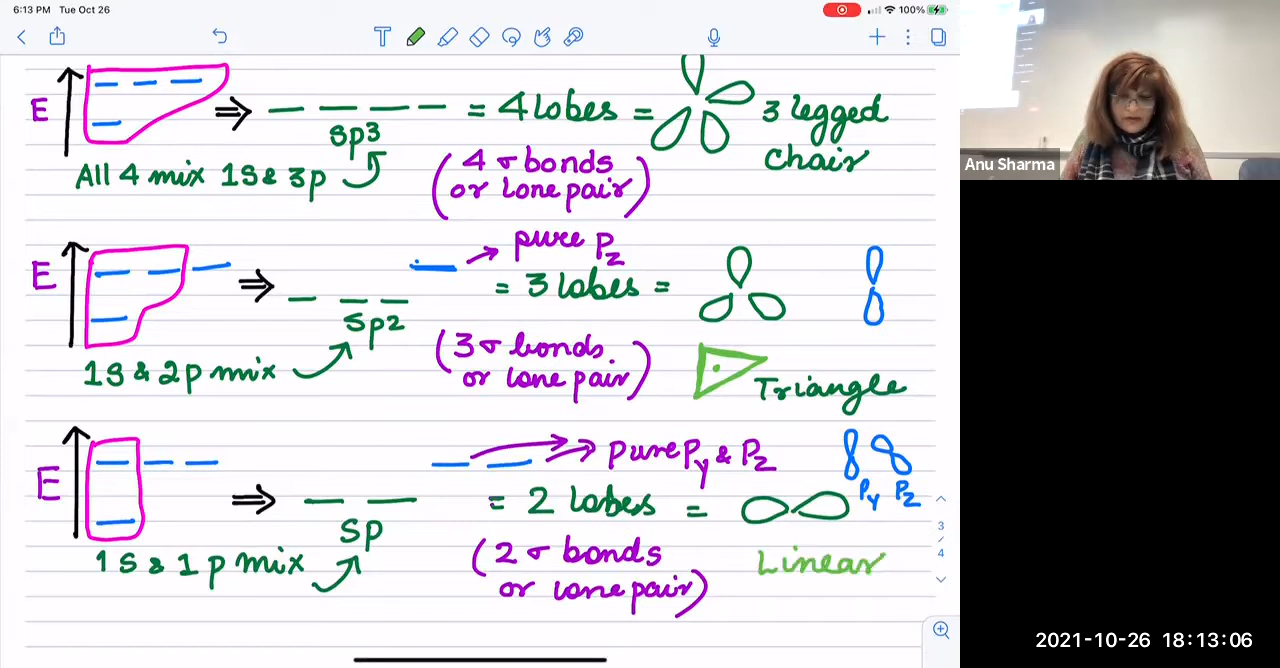 6:13 PM Tue Oct 26
100%
Anu Sharma
E
⇒
sp3
= 4 lobes =
3 legged
chair
All 4 mix 1s & 3p
(4 σ bonds
or lone pair)
E
⇒
→ pure Pz
sp2
= 3 lobes =
1s & 2p mix
(3 σ bonds
or lone pair)
Triangle
E
⇒
→ pure Py & Pz
Py Pz
sp
= 2 lobes =
1s & 1p mix
(2 σ bonds
or lone pair)
Linear
3
/
4
2021-10-26 18:13:06